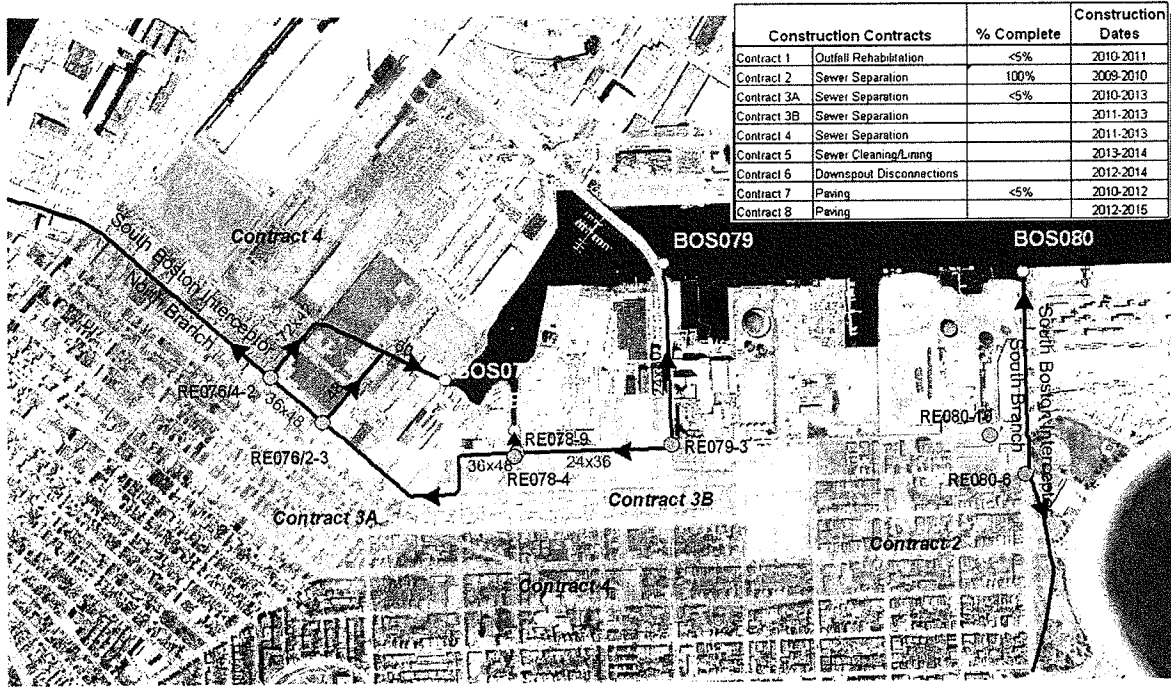 Construction Contracts % Complete Construction Dates
Contract 1 Outfall Rehabilitation <5% 2010-2011
Contract 2 Sewer Separation 100% 2009-2010
Contract 3A Sewer Separation <5% 2010-2013
Contract 3B Sewer Separation 2011-2013
Contract 4 Sewer Separation 2011-2013
Contract 5 Sewer Cleaning/Lining 2013-2014
Contract 6 Downspout Disconnections 2012-2014
Contract 7 Paving <5% 2010-2012
Contract 8 Paving 2012-2015
Contract 4
BOS079
BOS080
South Boston Interceptor
North Branch
BOS07
RE076/4-2
36x48
RE076/2-3
RE078-9
36x48
24x36
RE078-4
RE079-3
South Boston Interceptor
South Branch
RE080-6
Contract 3A
Contract 3B
Contract 2
Contract 4